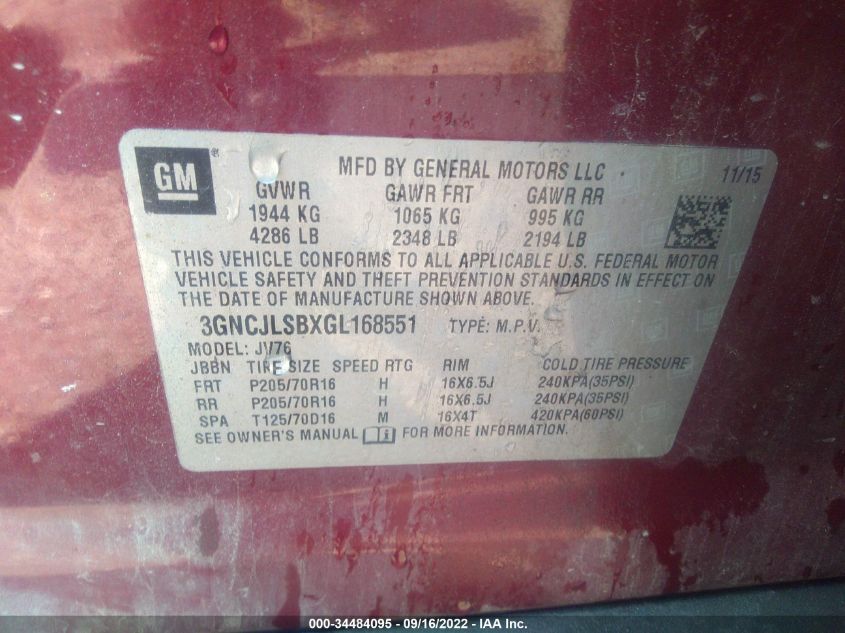 GM
MFD BY GENERAL MOTORS LLC
11/15
GVWR GAWR FRT GAWR RR
1944 KG 1065 KG 995 KG
4286 LB 2348 LB 2194 LB
THIS VEHICLE CONFORMS TO ALL APPLICABLE U.S. FEDERAL MOTOR
VEHICLE SAFETY AND THEFT PREVENTION STANDARDS IN EFFECT ON
THE DATE OF MANUFACTURE SHOWN ABOVE.
3GNCJLSBXGL168551 TYPE: M.P.V.
MODEL: JV76
JBBN TIRE SIZE SPEED RTG RIM COLD TIRE PRESSURE
FRT P205/70R16 H 16X6.5J 240KPA(35PSI)
RR P205/70R16 H 16X6.5J 240KPA(35PSI)
SPA T125/70D16 M 16X4T 420KPA(60PSI)
SEE OWNER'S MANUAL FOR MORE INFORMATION.
000-34484095 - 09/16/2022 - IAA Inc.